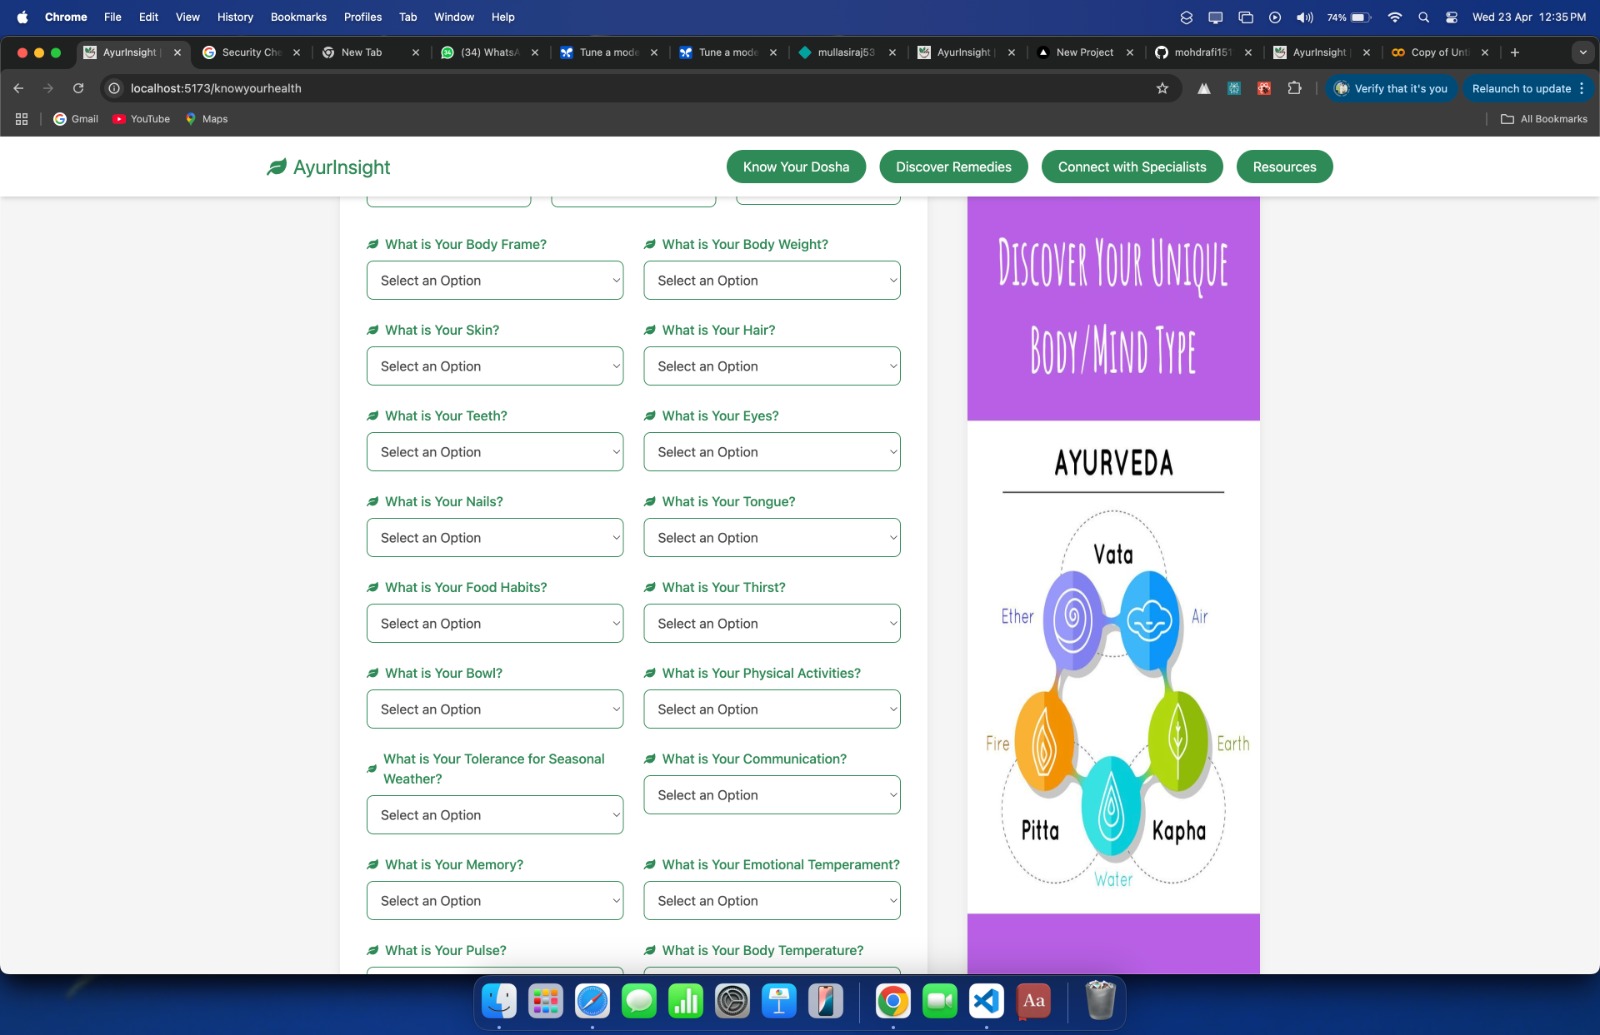 Chrome File Edit View History Bookmarks Profiles Tab Window Help 74% Wed 23 Apr 12:35 PM
AyurInsight | Security Che New Tab (34) WhatsA Tune a mode Tune a mode mullasiraj53 AyurInsight | New Project mohdrafi151 AyurInsight | Copy of Unt
localhost:5173/knowyourhealth Verify that it's you Relaunch to update
Gmail YouTube Maps All Bookmarks
AyurInsight Know Your Dosha Discover Remedies Connect with Specialists Resources
What is Your Body Frame? What is Your Body Weight?
Select an Option Select an Option
What is Your Skin? What is Your Hair?
Select an Option Select an Option
What is Your Teeth? What is Your Eyes?
Select an Option Select an Option
What is Your Nails? What is Your Tongue?
Select an Option Select an Option
What is Your Food Habits? What is Your Thirst?
Select an Option Select an Option
What is Your Bowl? What is Your Physical Activities?
Select an Option Select an Option
What is Your Tolerance for Seasonal
Weather?
Select an Option
What is Your Communication?
Select an Option
What is Your Memory? What is Your Emotional Temperament?
Select an Option Select an Option
What is Your Pulse? What is Your Body Temperature?
Discover Your Unique
Body/Mind Type
AYURVEDA
Vata
Ether Air
Fire Earth
Pitta Kapha
Water
Aa